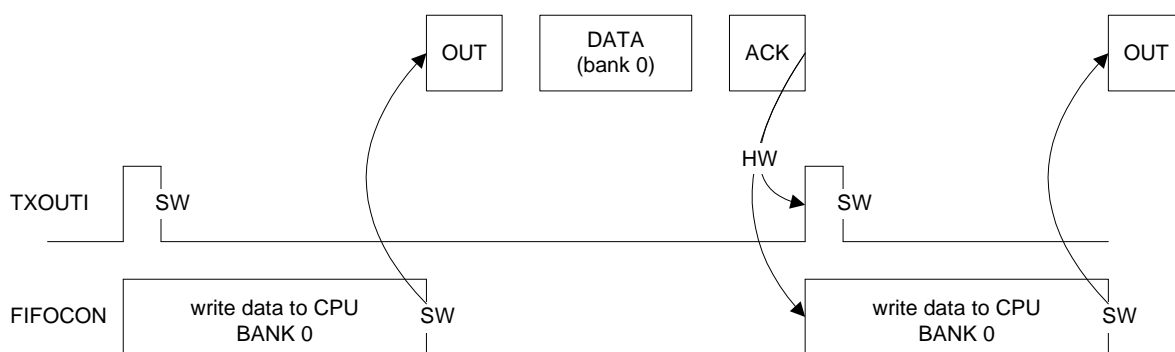 OUT DATA (bank 0) ACK OUT
HW
TXOUTI SW SW
FIFOCON write data to CPU BANK 0 SW write data to CPU BANK 0 SW